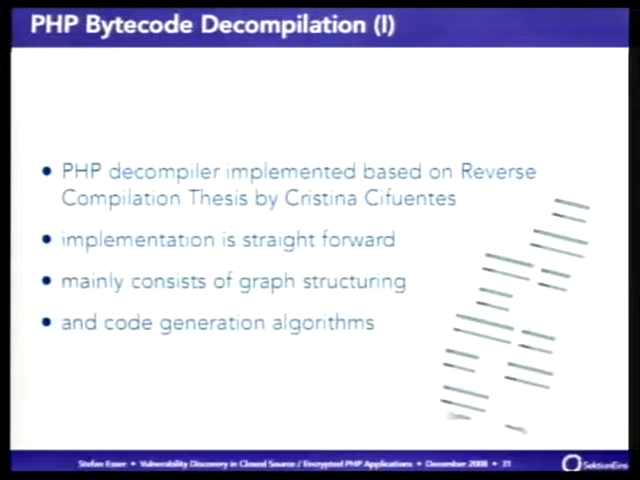 PHP Bytecode Decompilation (I)
• PHP decompiler implemented based on Reverse
Compilation Thesis by Cristina Cifuentes
• implementation is straight forward
• mainly consists of graph structuring
• and code generation algorithms
Stefan Esser • Vulnerability Discovery in Closed Source / Encrypted PHP Applications • December 2008 • 31
SektionEins